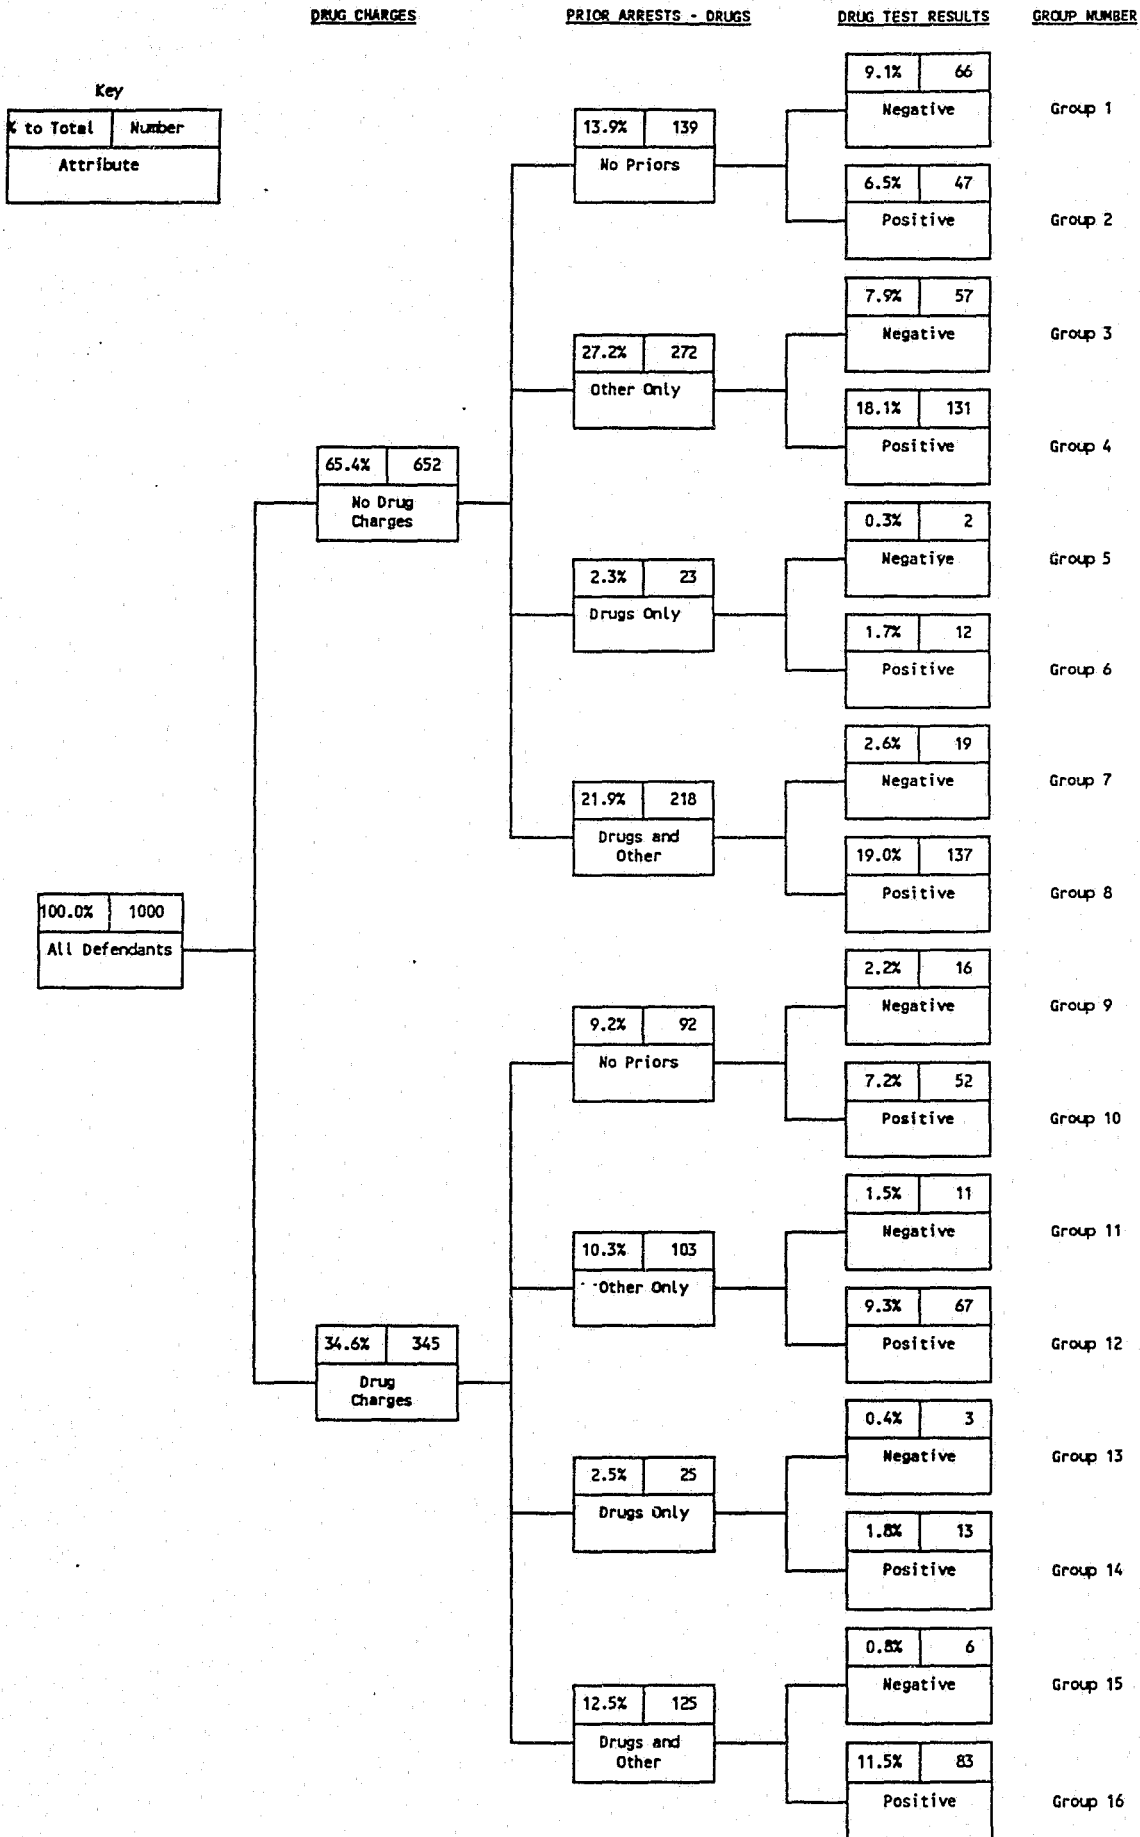 DRUG CHARGES PRIOR ARRESTS - DRUGS DRUG TEST RESULTS GROUP NUMBER
Key
% to Total Number
Attribute
100.0% 1000
All Defendants
65.4% 652
No Drug
Charges
13.9% 139
No Priors
9.1% 66
Negative
Group 1
6.5% 47
Positive
Group 2
27.2% 272
Other Only
7.9% 57
Negative
Group 3
18.1% 131
Positive
Group 4
2.3% 23
Drugs Only
0.3% 2
Negative
Group 5
1.7% 12
Positive
Group 6
21.9% 218
Drugs and
Other
2.6% 19
Negative
Group 7
19.0% 137
Positive
Group 8
34.6% 345
Drug
Charges
9.2% 92
No Priors
2.2% 16
Negative
Group 9
7.2% 52
Positive
Group 10
10.3% 103
Other Only
1.5% 11
Negative
Group 11
9.3% 67
Positive
Group 12
2.5% 25
Drugs Only
0.4% 3
Negative
Group 13
1.8% 13
Positive
Group 14
12.5% 125
Drugs and
Other
0.8% 6
Negative
Group 15
11.5% 83
Positive
Group 16